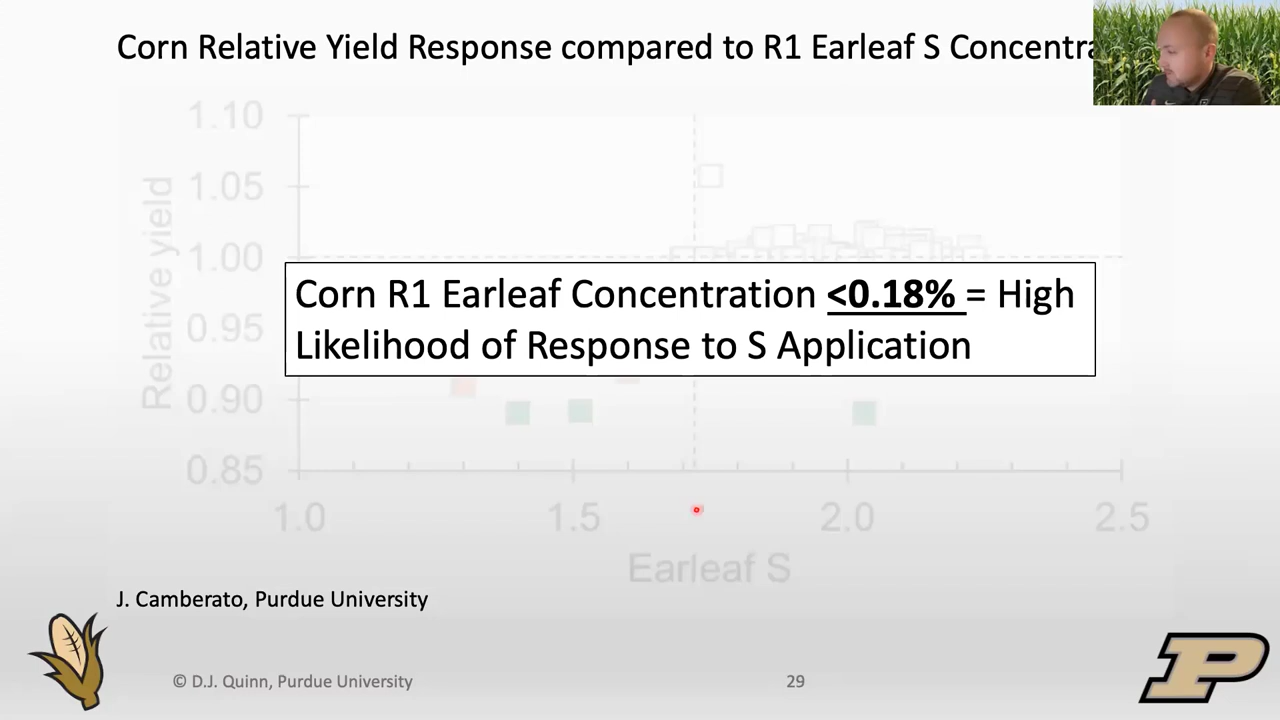 Corn Relative Yield Response compared to R1 Earleaf S Concentra
1.10
1.05
1.00
0.95
0.90
0.85
Relative yield
Corn R1 Earleaf Concentration <0.18% = High
Likelihood of Response to S Application
1.0 1.5 2.0 2.5
Earleaf S
J. Camberato, Purdue University
© D.J. Quinn, Purdue University
29
P